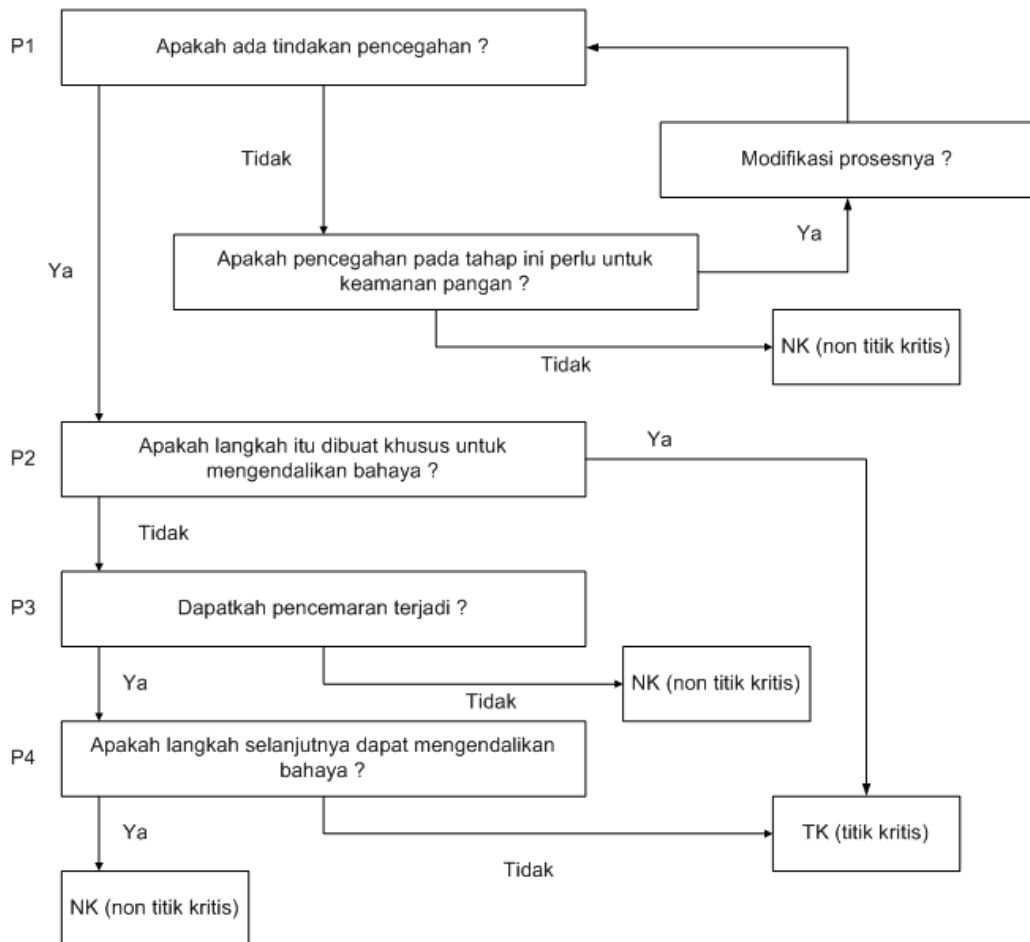 P1
Apakah ada tindakan pencegahan ?
Modifikasi prosesnya ?
Tidak
Ya
Apakah pencegahan pada tahap ini perlu untuk
keamanan pangan ?
Ya
NK (non titik kritis)
Tidak
P2
Apakah langkah itu dibuat khusus untuk
mengendalikan bahaya ?
Ya
Tidak
P3
Dapatkah pencemaran terjadi ?
Ya
Tidak
NK (non titik kritis)
P4
Apakah langkah selanjutnya dapat mengendalikan
bahaya ?
Ya
Tidak
TK (titik kritis)
NK (non titik kritis)